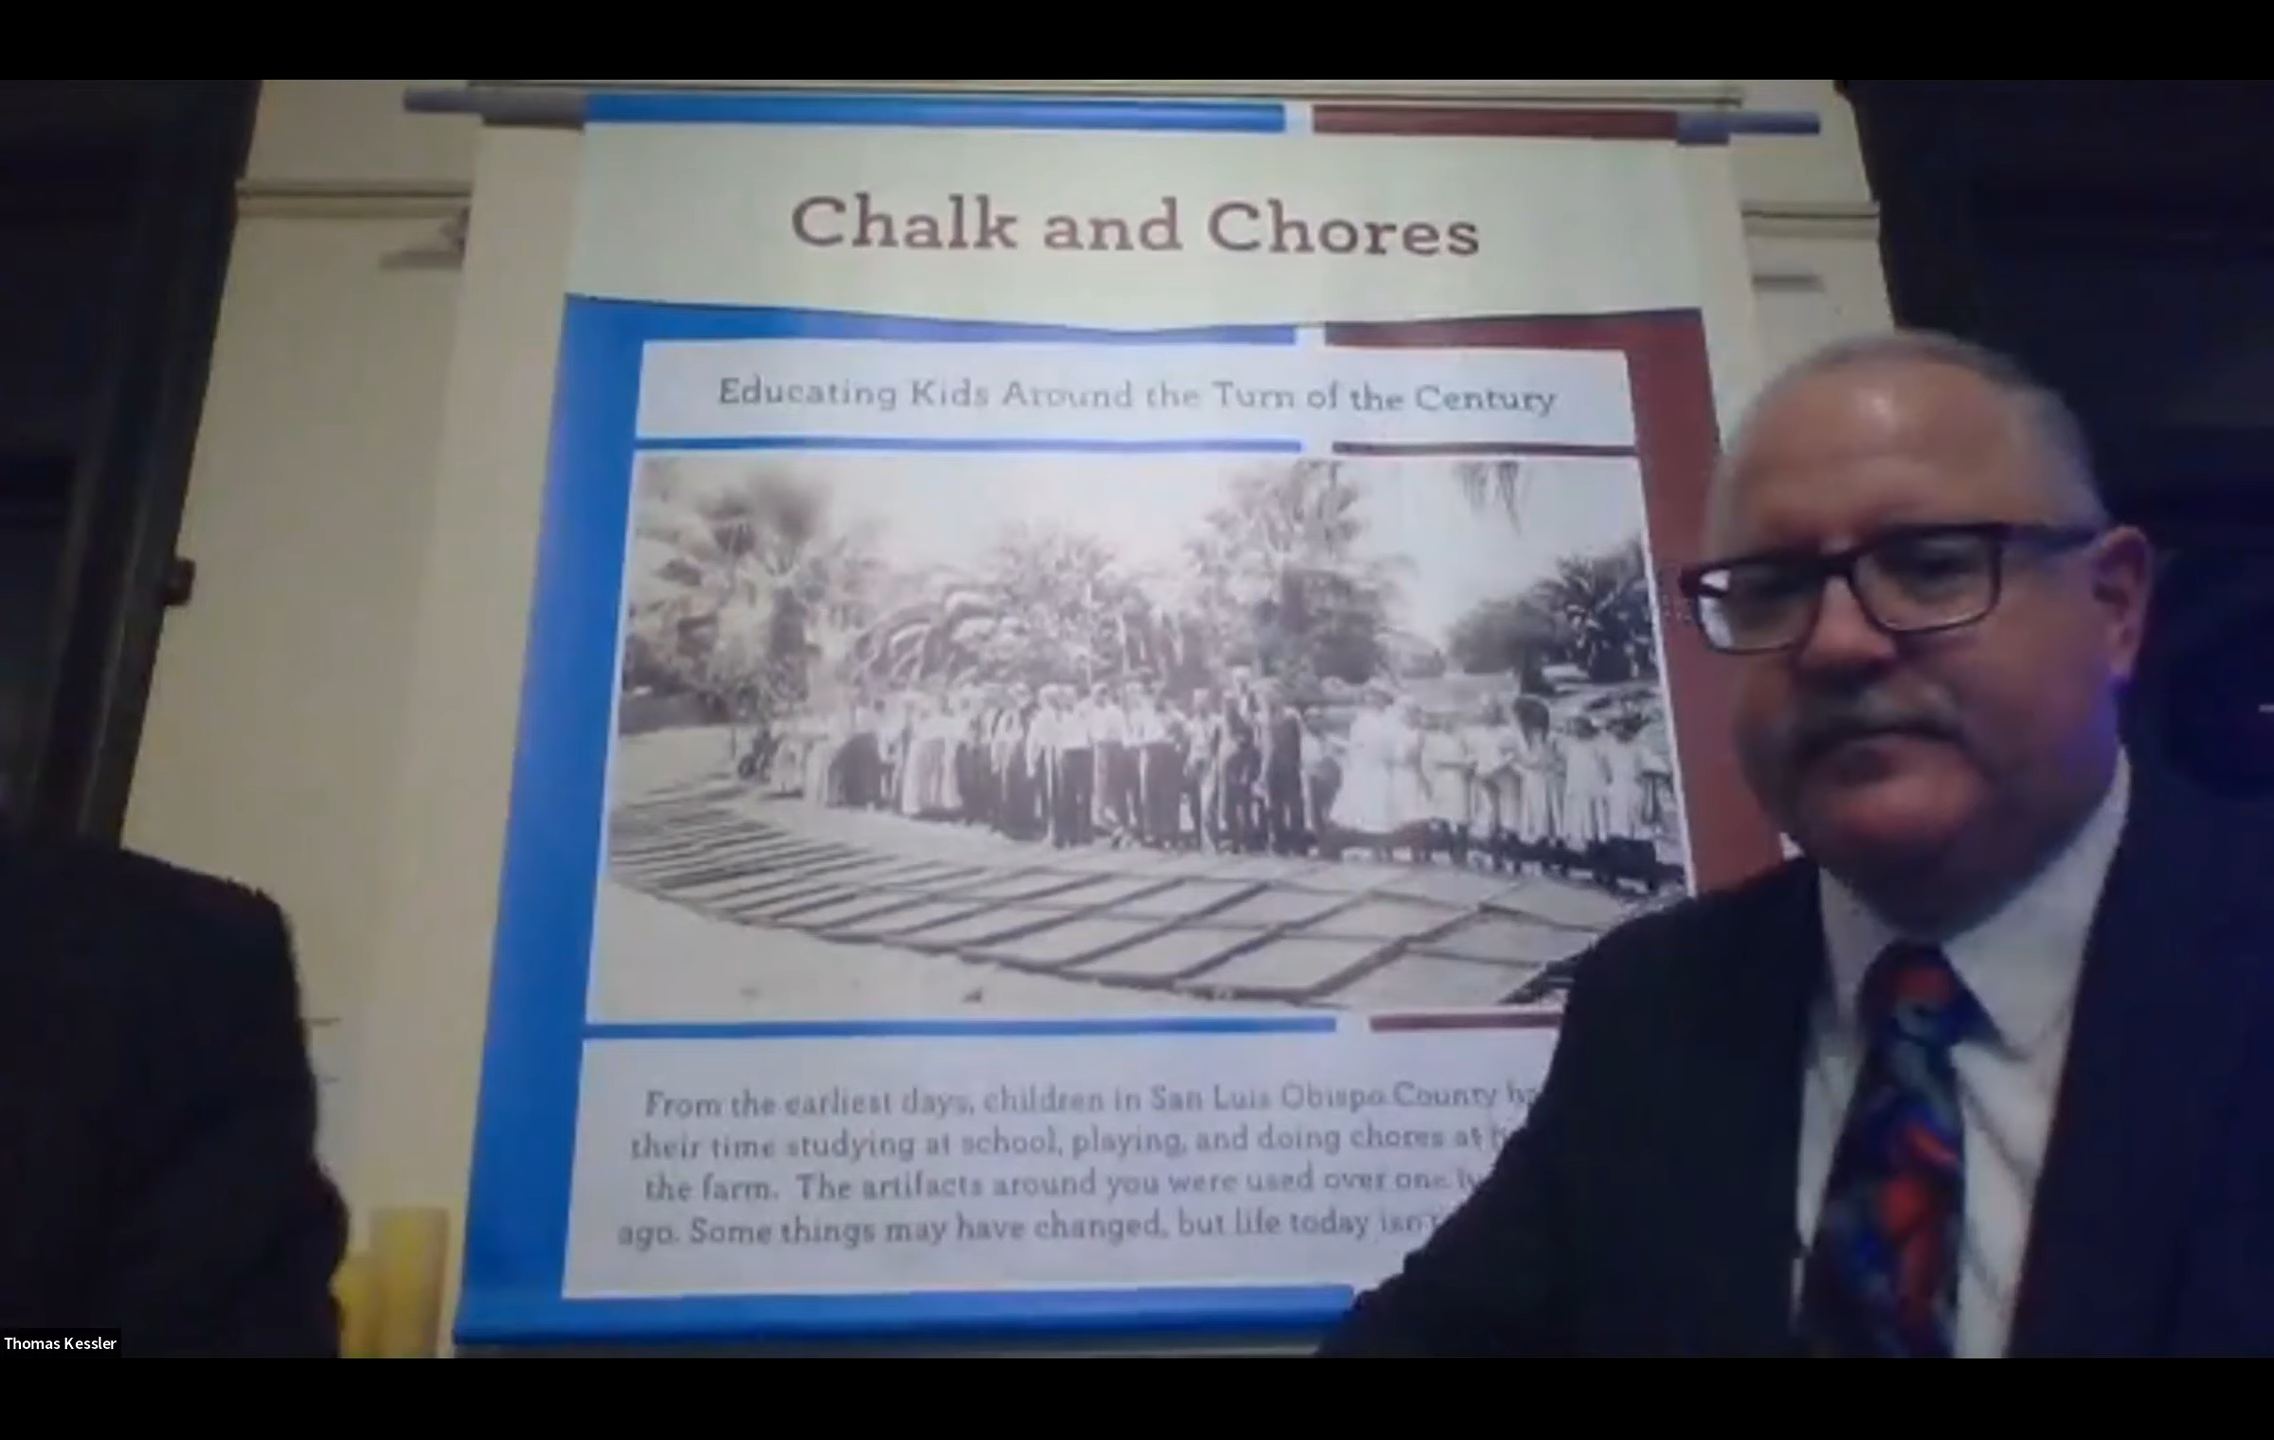 Chalk and Chores
Educating Kids Around the Turn of the Century
From the earliest days, children in San Luis Obispo County
their time studying at school, playing, and doing chores at
the farm. The artifacts around you were used over one
ago. Some things may have changed, but life today
Thomas Kessler